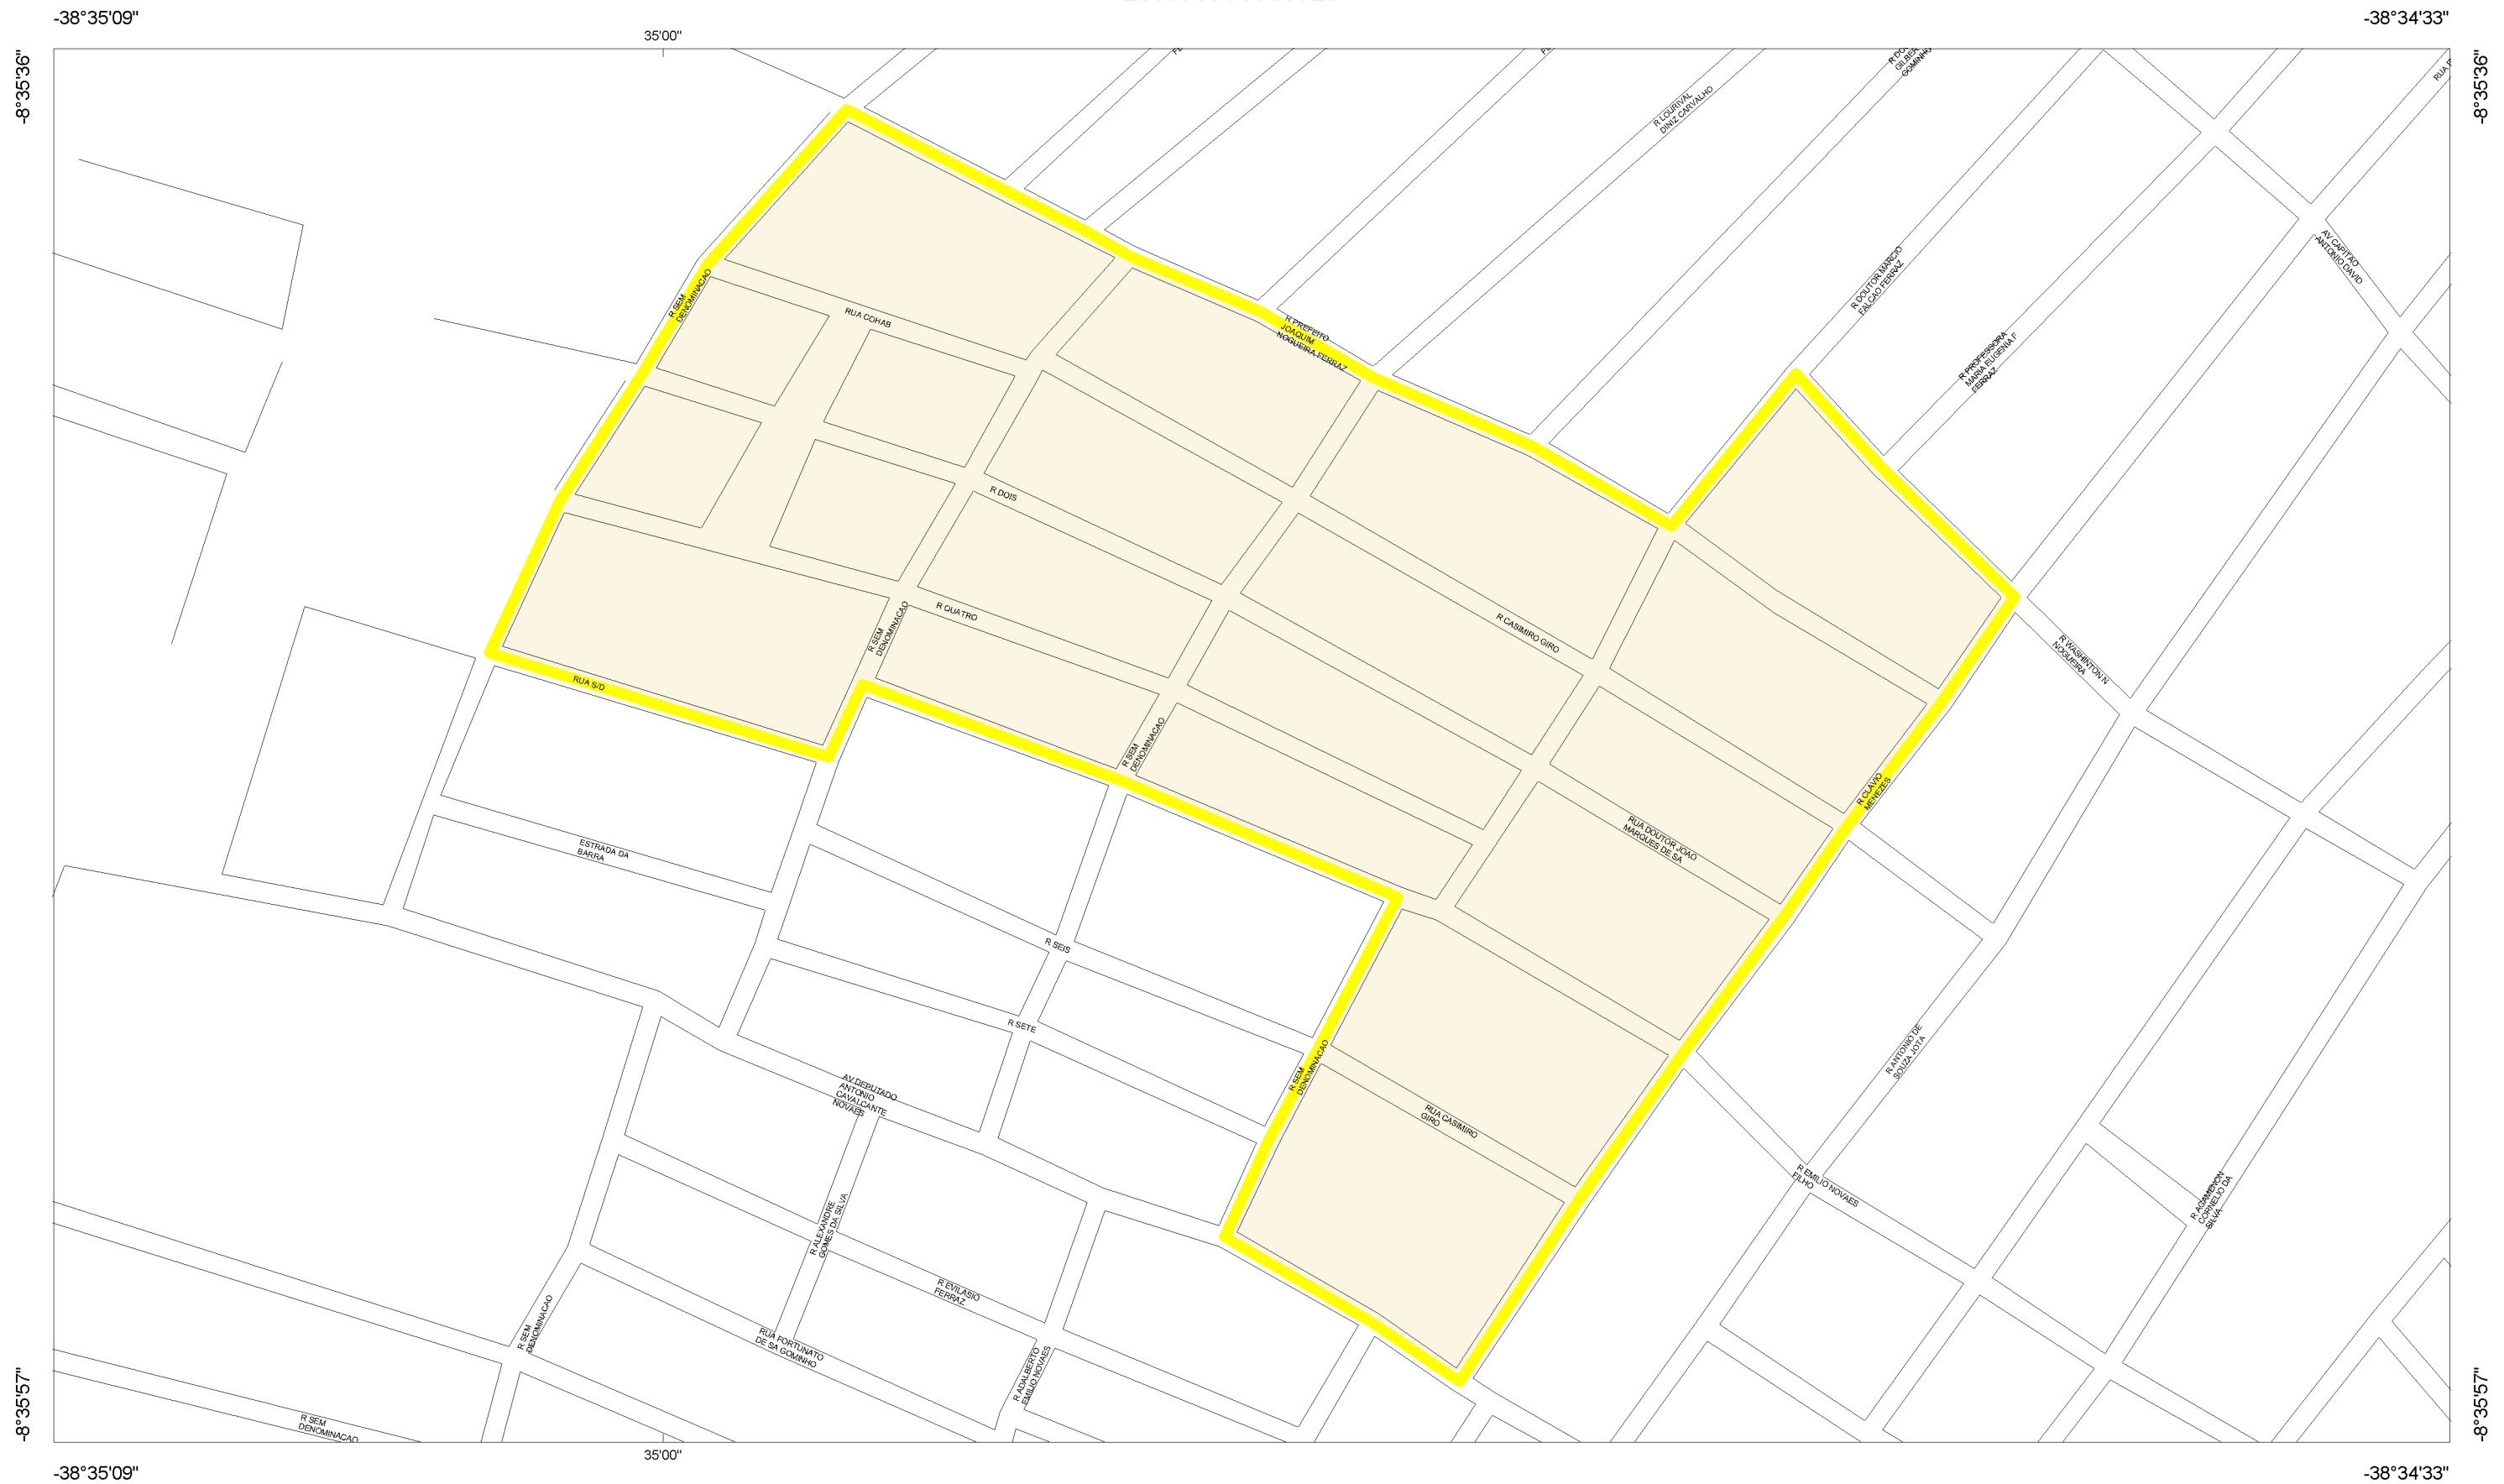 -38°35'09"
-38°34'33"
35'00"
-8°35'36"
-8°35'36"
R LOURIVAL
DINIZ CARVALHO
GOMINHO
AV CAPITAO
ANTONIO DAVID
R DOUTOR MARCIO
FALCAO FERRAZ
R SEM
DENOMINACAO
RUA COHAB
R PREFEITO
JOAQUIM
NOGUEIRA FERRAZ
R PROFESSORA
MARIA EUGENIA F
FERRAZ
R DOIS
R QUATRO
R SEM
DENOMINACAO
R CASIMIRO GIRO
R WASHINTON N
NOGUEIRA
RUA S/D
R SEM
DENOMINACAO
R CLAVIO
MENEZES
RUA DOUTOR JOAO
MARQUES DE SA
ESTRADA DA
BARRA
R SEIS
R SETE
R SEM
DENOMINACAO
R ANTONIO DE
SOUZA JOTA
AV DEPUTADO
ANTONIO
CAVALCANTE
NOVAES
RUA CASIMIRO
GIRO
R EMILIO NOVAES
FILHO
R AGAMENON
CORNELIO DA
SILVA
R ALEXANDRE
GOMES DA SILVA
R EVILASIO
FERRAZ
R SEM
DENOMINACAO
RUA FORTUNATO
DE SA GOMINHO
R ADALBERTO
EMILIO NOVAES
R SEM
DENOMINACAO
-8°35'57"
-8°35'57"
35'00"
-38°35'09"
-38°34'33"